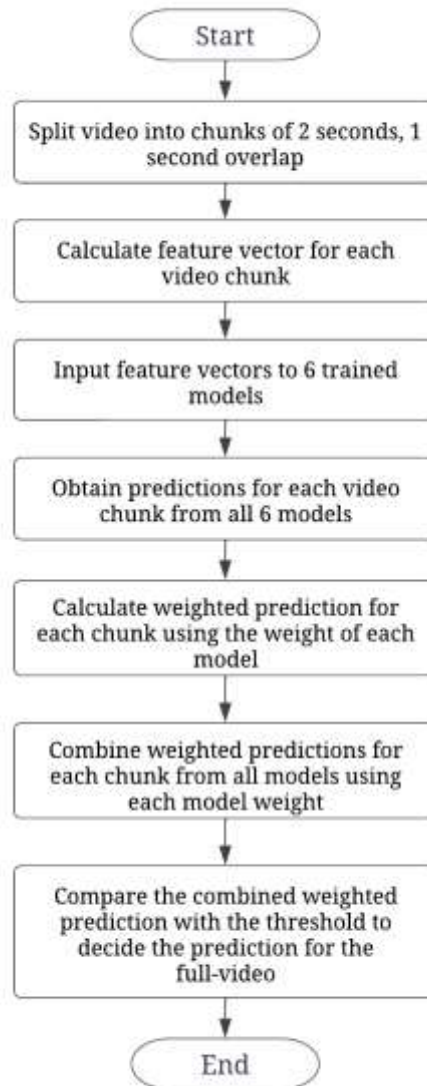 Start
Split video into chunks of 2 seconds, 1
second overlap
Calculate feature vector for each
video chunk
Input feature vectors to 6 trained
models
Obtain predictions for each video
chunk from all 6 models
Calculate weighted prediction for
each chunk using the weight of each
model
Combine weighted predictions for
each chunk from all models using
each model weight
Compare the combined weighted
prediction with the threshold to
decide the prediction for the
full-video
End